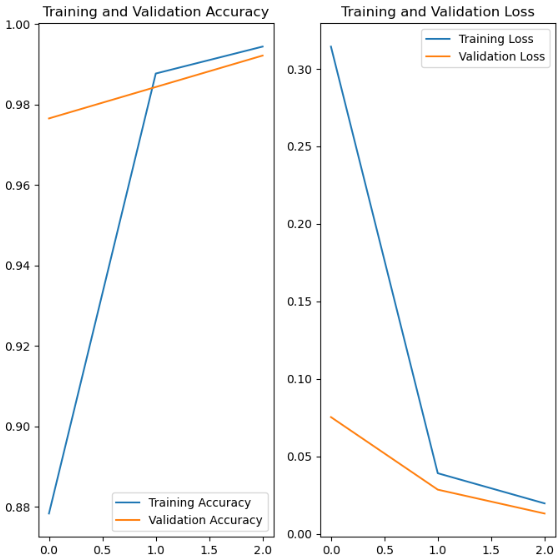 Training and Validation Accuracy
1.00
0.98
0.96
0.94
0.92
0.90
0.88
Training Accuracy
Validation Accuracy
0.0 0.5 1.0 1.5 2.0
Training and Validation Loss
Training Loss
Validation Loss
0.30
0.25
0.20
0.15
0.10
0.05
0.00
0.0 0.5 1.0 1.5 2.0